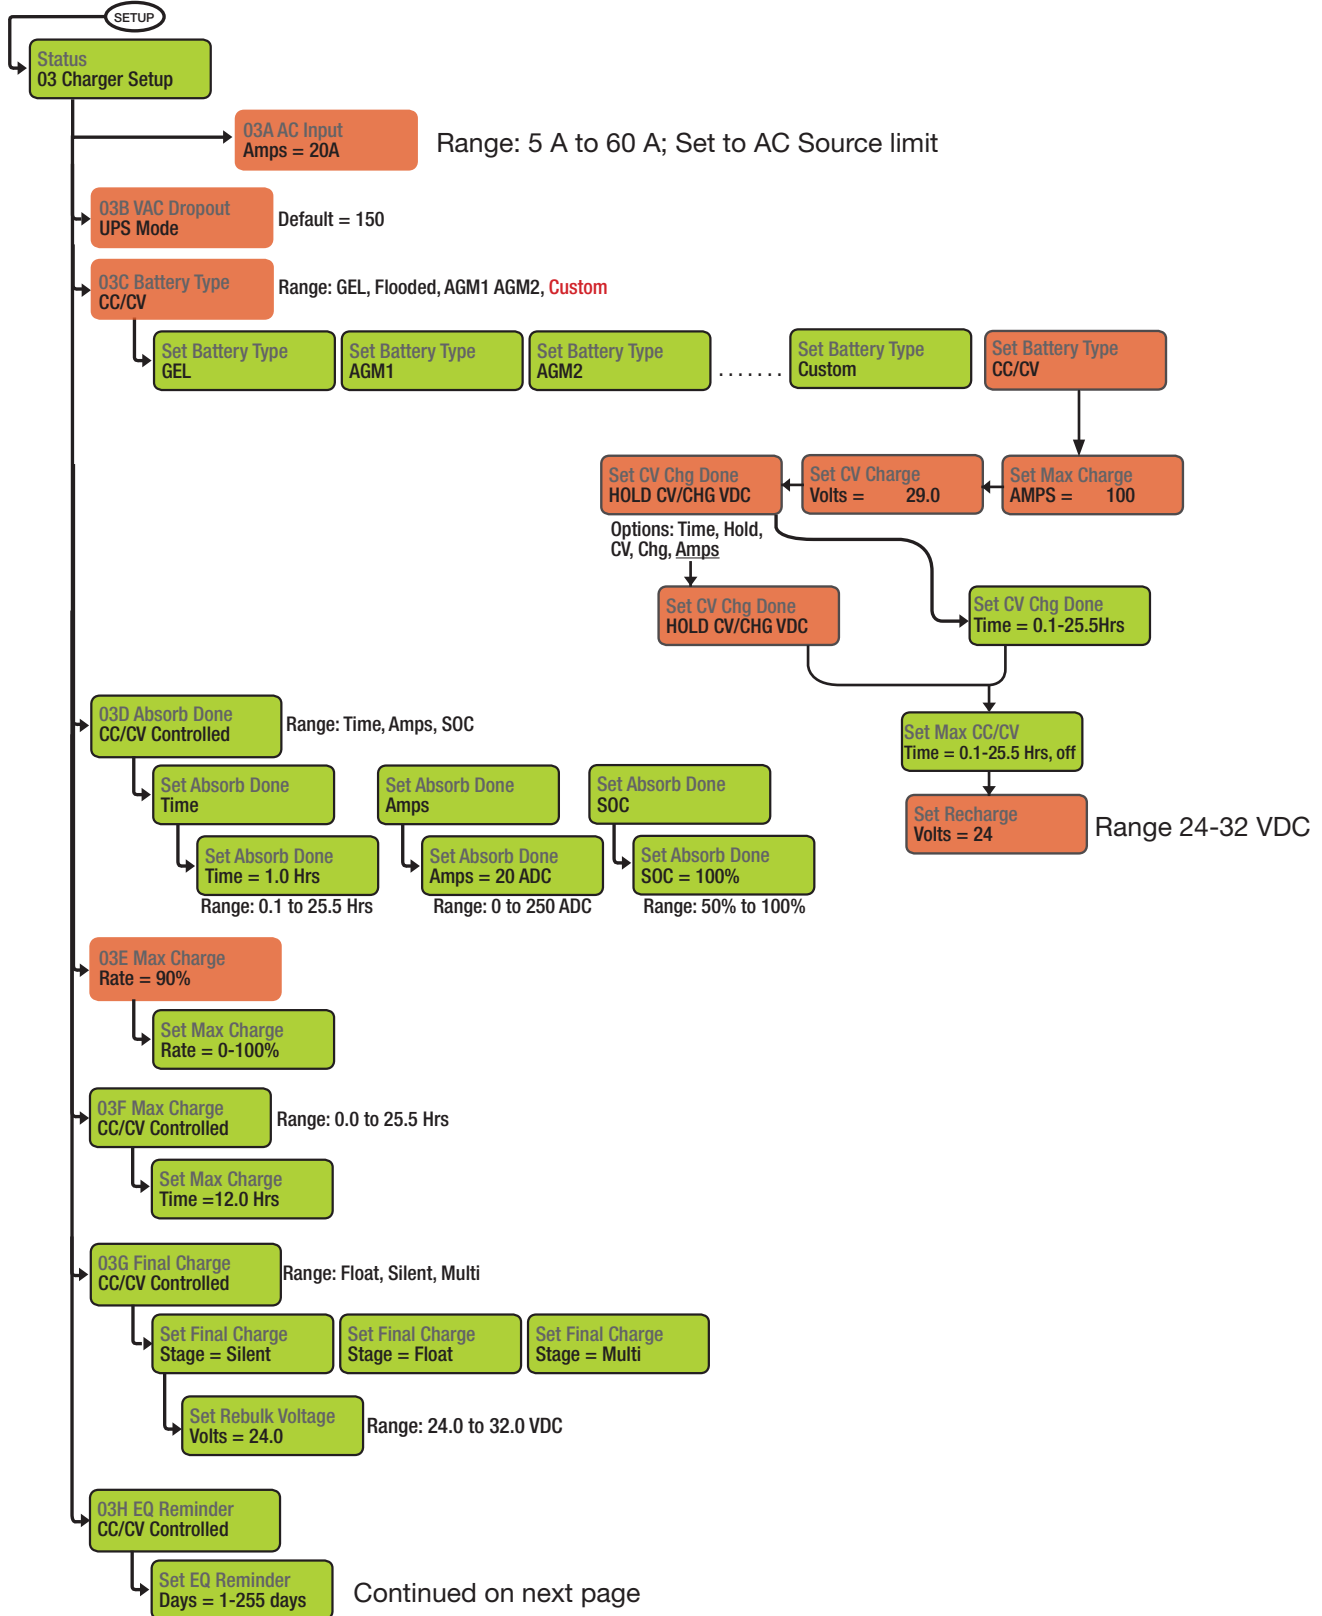 SETUP
Status
03 Charger Setup
03A AC Input
Amps = 20A
Range: 5 A to 60 A; Set to AC Source limit
03B VAC Dropout
UPS Mode
Default = 150
03C Battery Type
CC/CV
Range: GEL, Flooded, AGM1 AGM2, Custom
Set Battery Type
GEL
Set Battery Type
AGM1
Set Battery Type
AGM2
.......
Set Battery Type
Custom
Set Battery Type
CC/CV
Set CV Chg Done
HOLD CV/CHG VDC
Set CV Charge
Volts = 29.0
Set Max Charge
AMPS = 100
Options: Time, Hold,
CV, Chg, Amps
Set CV Chg Done
HOLD CV/CHG VDC
Set CV Chg Done
Time = 0.1-25.5Hrs
03D Absorb Done
CC/CV Controlled
Range: Time, Amps, SOC
Set Max CC/CV
Time = 0.1-25.5 Hrs, off
Set Absorb Done
Time
Set Absorb Done
Amps
Set Absorb Done
SOC
Set Recharge
Volts = 24
Range 24-32 VDC
Set Absorb Done
Time = 1.0 Hrs
Set Absorb Done
Amps = 20 ADC
Set Absorb Done
SOC = 100%
Range: 0.1 to 25.5 Hrs
Range: 0 to 250 ADC
Range: 50% to 100%
03E Max Charge
Rate = 90%
Set Max Charge
Rate = 0-100%
03F Max Charge
CC/CV Controlled
Range: 0.0 to 25.5 Hrs
Set Max Charge
Time =12.0 Hrs
03G Final Charge
CC/CV Controlled
Range: Float, Silent, Multi
Set Final Charge
Stage = Silent
Set Final Charge
Stage = Float
Set Final Charge
Stage = Multi
Set Rebulk Voltage
Volts = 24.0
Range: 24.0 to 32.0 VDC
03H EQ Reminder
CC/CV Controlled
Set EQ Reminder
Days = 1-255 days
Continued on next page